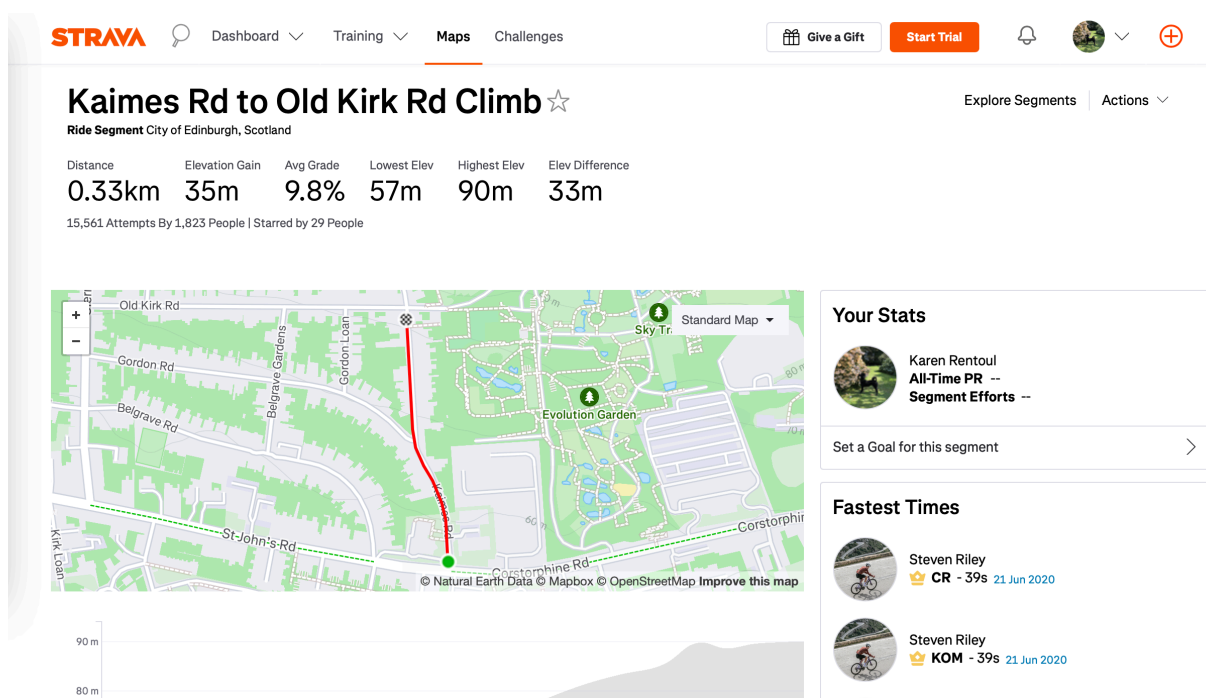 STRAVA Dashboard Training Maps Challenges Give a Gift Start Trial
Kaimes Rd to Old Kirk Rd Climb
Explore Segments Actions
Ride Segment City of Edinburgh, Scotland
Distance Elevation Gain Avg Grade Lowest Elev Highest Elev Elev Difference
0.33km 35m 9.8% 57m 90m 33m
15,561 Attempts By 1,823 People | Starred by 29 People
+
−
Old Kirk Rd
Gordon Rd
Belgrave Rd
Belgrave Gardens
Gordon Loan
Kaimes Rd
St John's Rd
Kirk Loan
Standard Map
Evolution Garden
80 m
70 m
60 m
Corstorphine Rd
© Natural Earth Data © Mapbox © OpenStreetMap Improve this map
90 m
80 m
Your Stats
Karen Rentoul
All-Time PR --
Segment Efforts --
Set a Goal for this segment
Fastest Times
Steven Riley
CR - 39s 21 Jun 2020
Steven Riley
KOM - 39s 21 Jun 2020